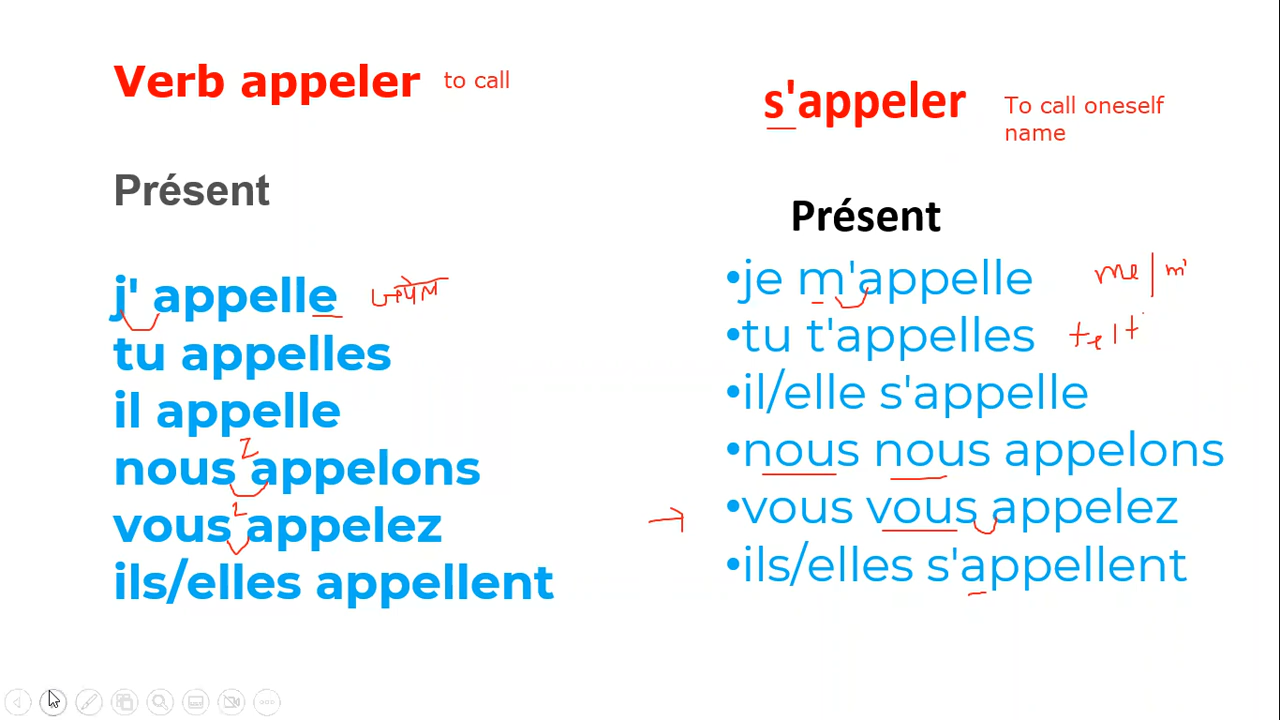 Verb appeler to call
Présent
j' appelle
tu appelles
il appelle
nous appelons
z
vous appelez
z
ils/elles appellent
s'appeler
To call oneself
name
Présent
•je m'appelle me | m'
•tu t'appelles te | t'
•il/elle s'appelle
•nous nous appelons
→ •vous vous appelez
•ils/elles s'appellent